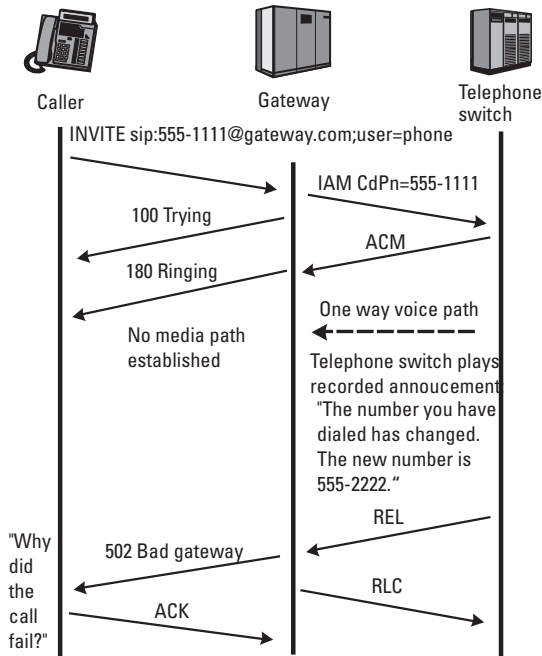 Caller
Gateway
Telephone
switch
INVITE sip:555-1111@gateway.com;user=phone
IAM CdPn=555-1111
100 Trying
ACM
180 Ringing
One way voice path
No media path
established
Telephone switch plays
recorded annoucement:
"The number you have
dialed has changed.
The new number is
555-2222.“
REL
"Why
did
the
call
fail?"
502 Bad gateway
RLC
ACK